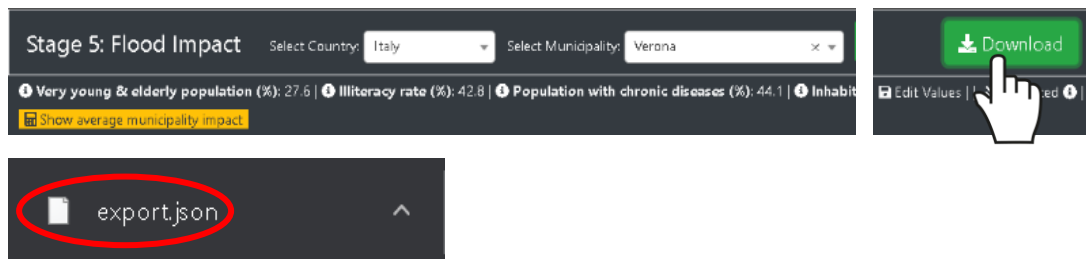 Stage 5: Flood Impact Select Country: Italy Select Municipality: Verona
Download
Very young & elderly population (%): 27.6 | Illiteracy rate (%): 42.8 | Population with chronic diseases (%): 44.1 | Inhabit
Edit Values |
Show average municipality impact
export.json